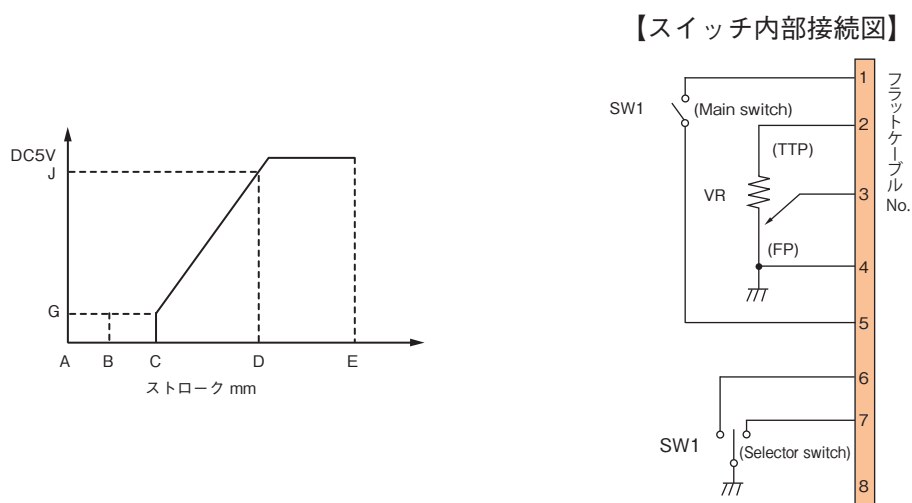 【スイッチ内部接続図】
DC5V
J
G
A B C D E
ストローク mm
SW1 (Main switch)
(TTP)
VR
(FP)
SW1 (Selector switch)
1
2
3
4
5
6
7
8
フラットケーブル
No.